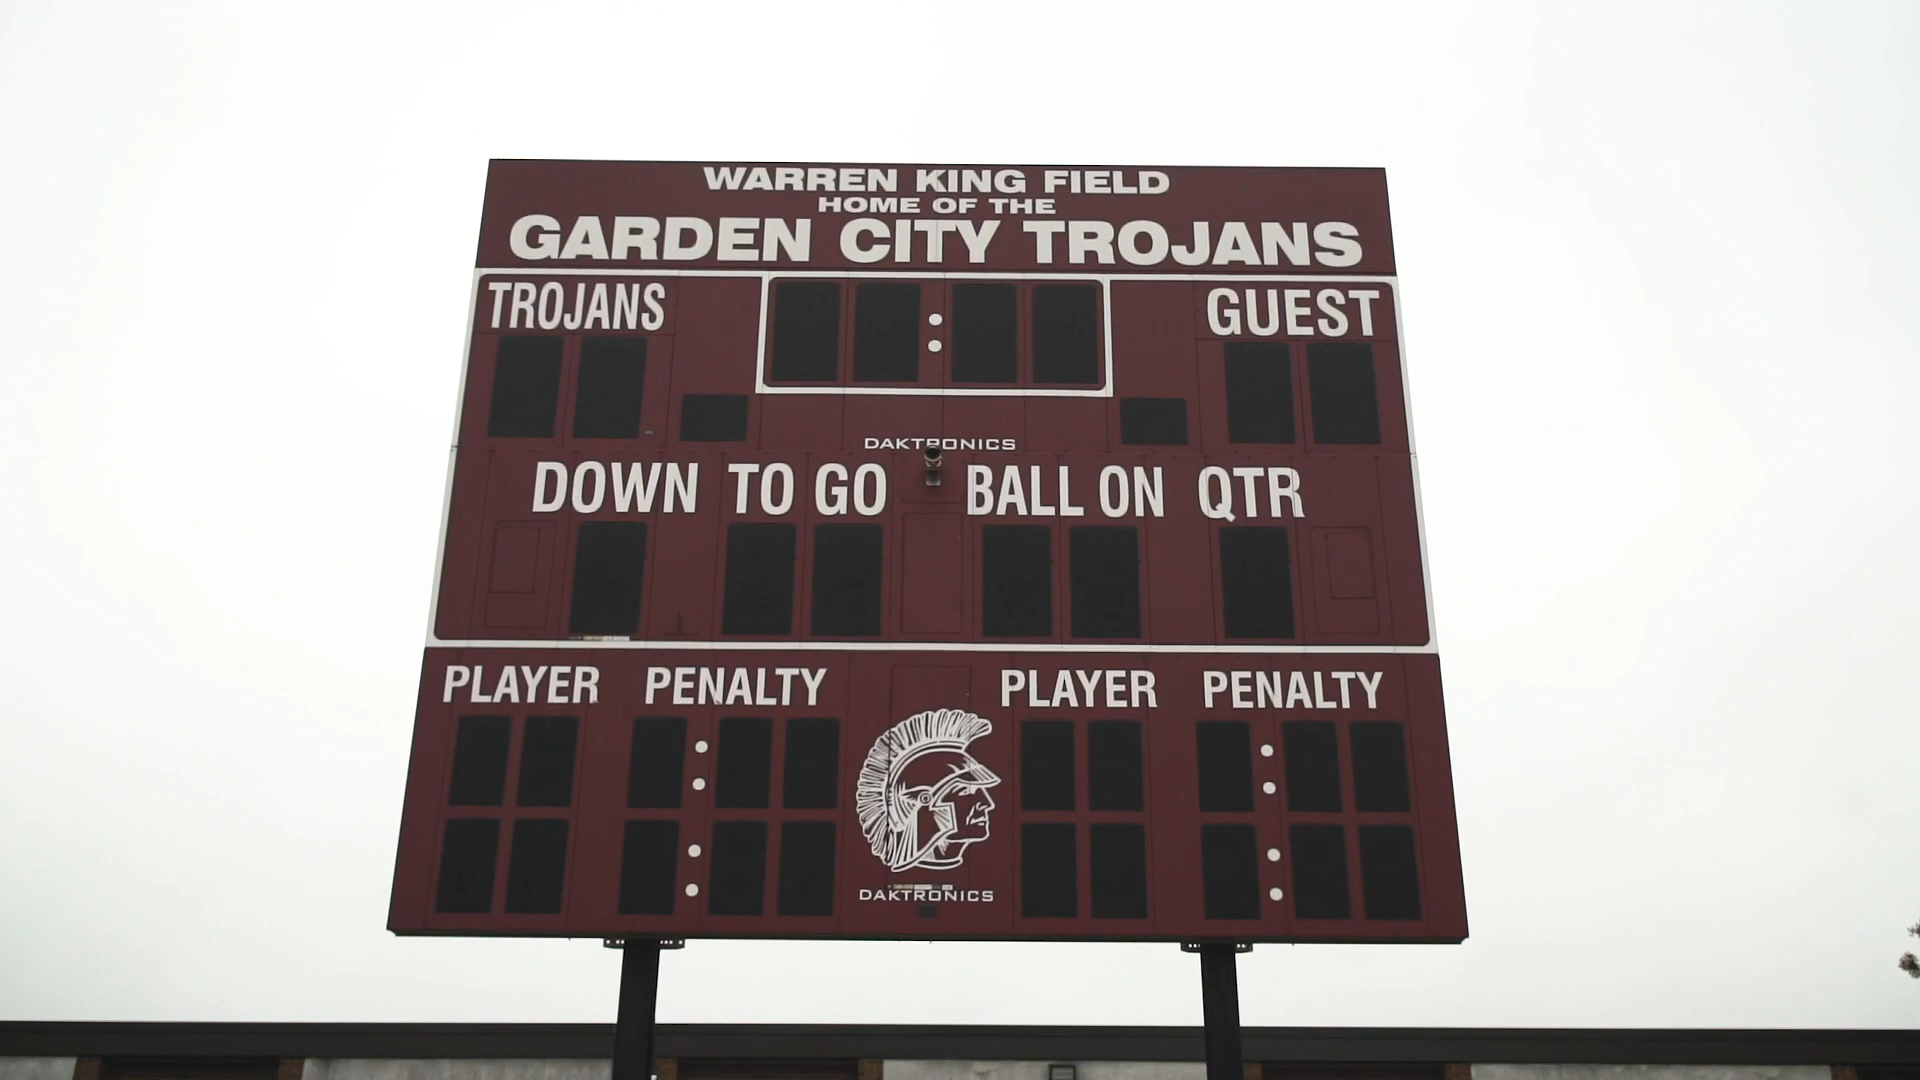 WARREN KING FIELD
HOME OF THE
GARDEN CITY TROJANS
TROJANS GUEST
DAKTRONICS
DOWN TO GO BALL ON QTR
PLAYER PENALTY PLAYER PENALTY
DAKTRONICS